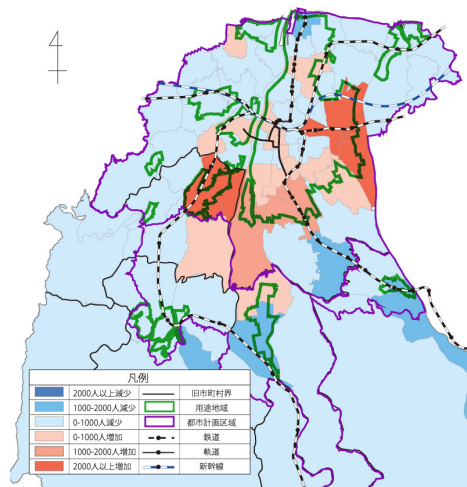 凡例
2000人以上減少 旧市町村界
1000-2000人減少 用途地域
0-1000人減少 都市計画区域
0-1000人増加 鉄道
1000-2000人増加 軌道
2000人以上増加 新幹線